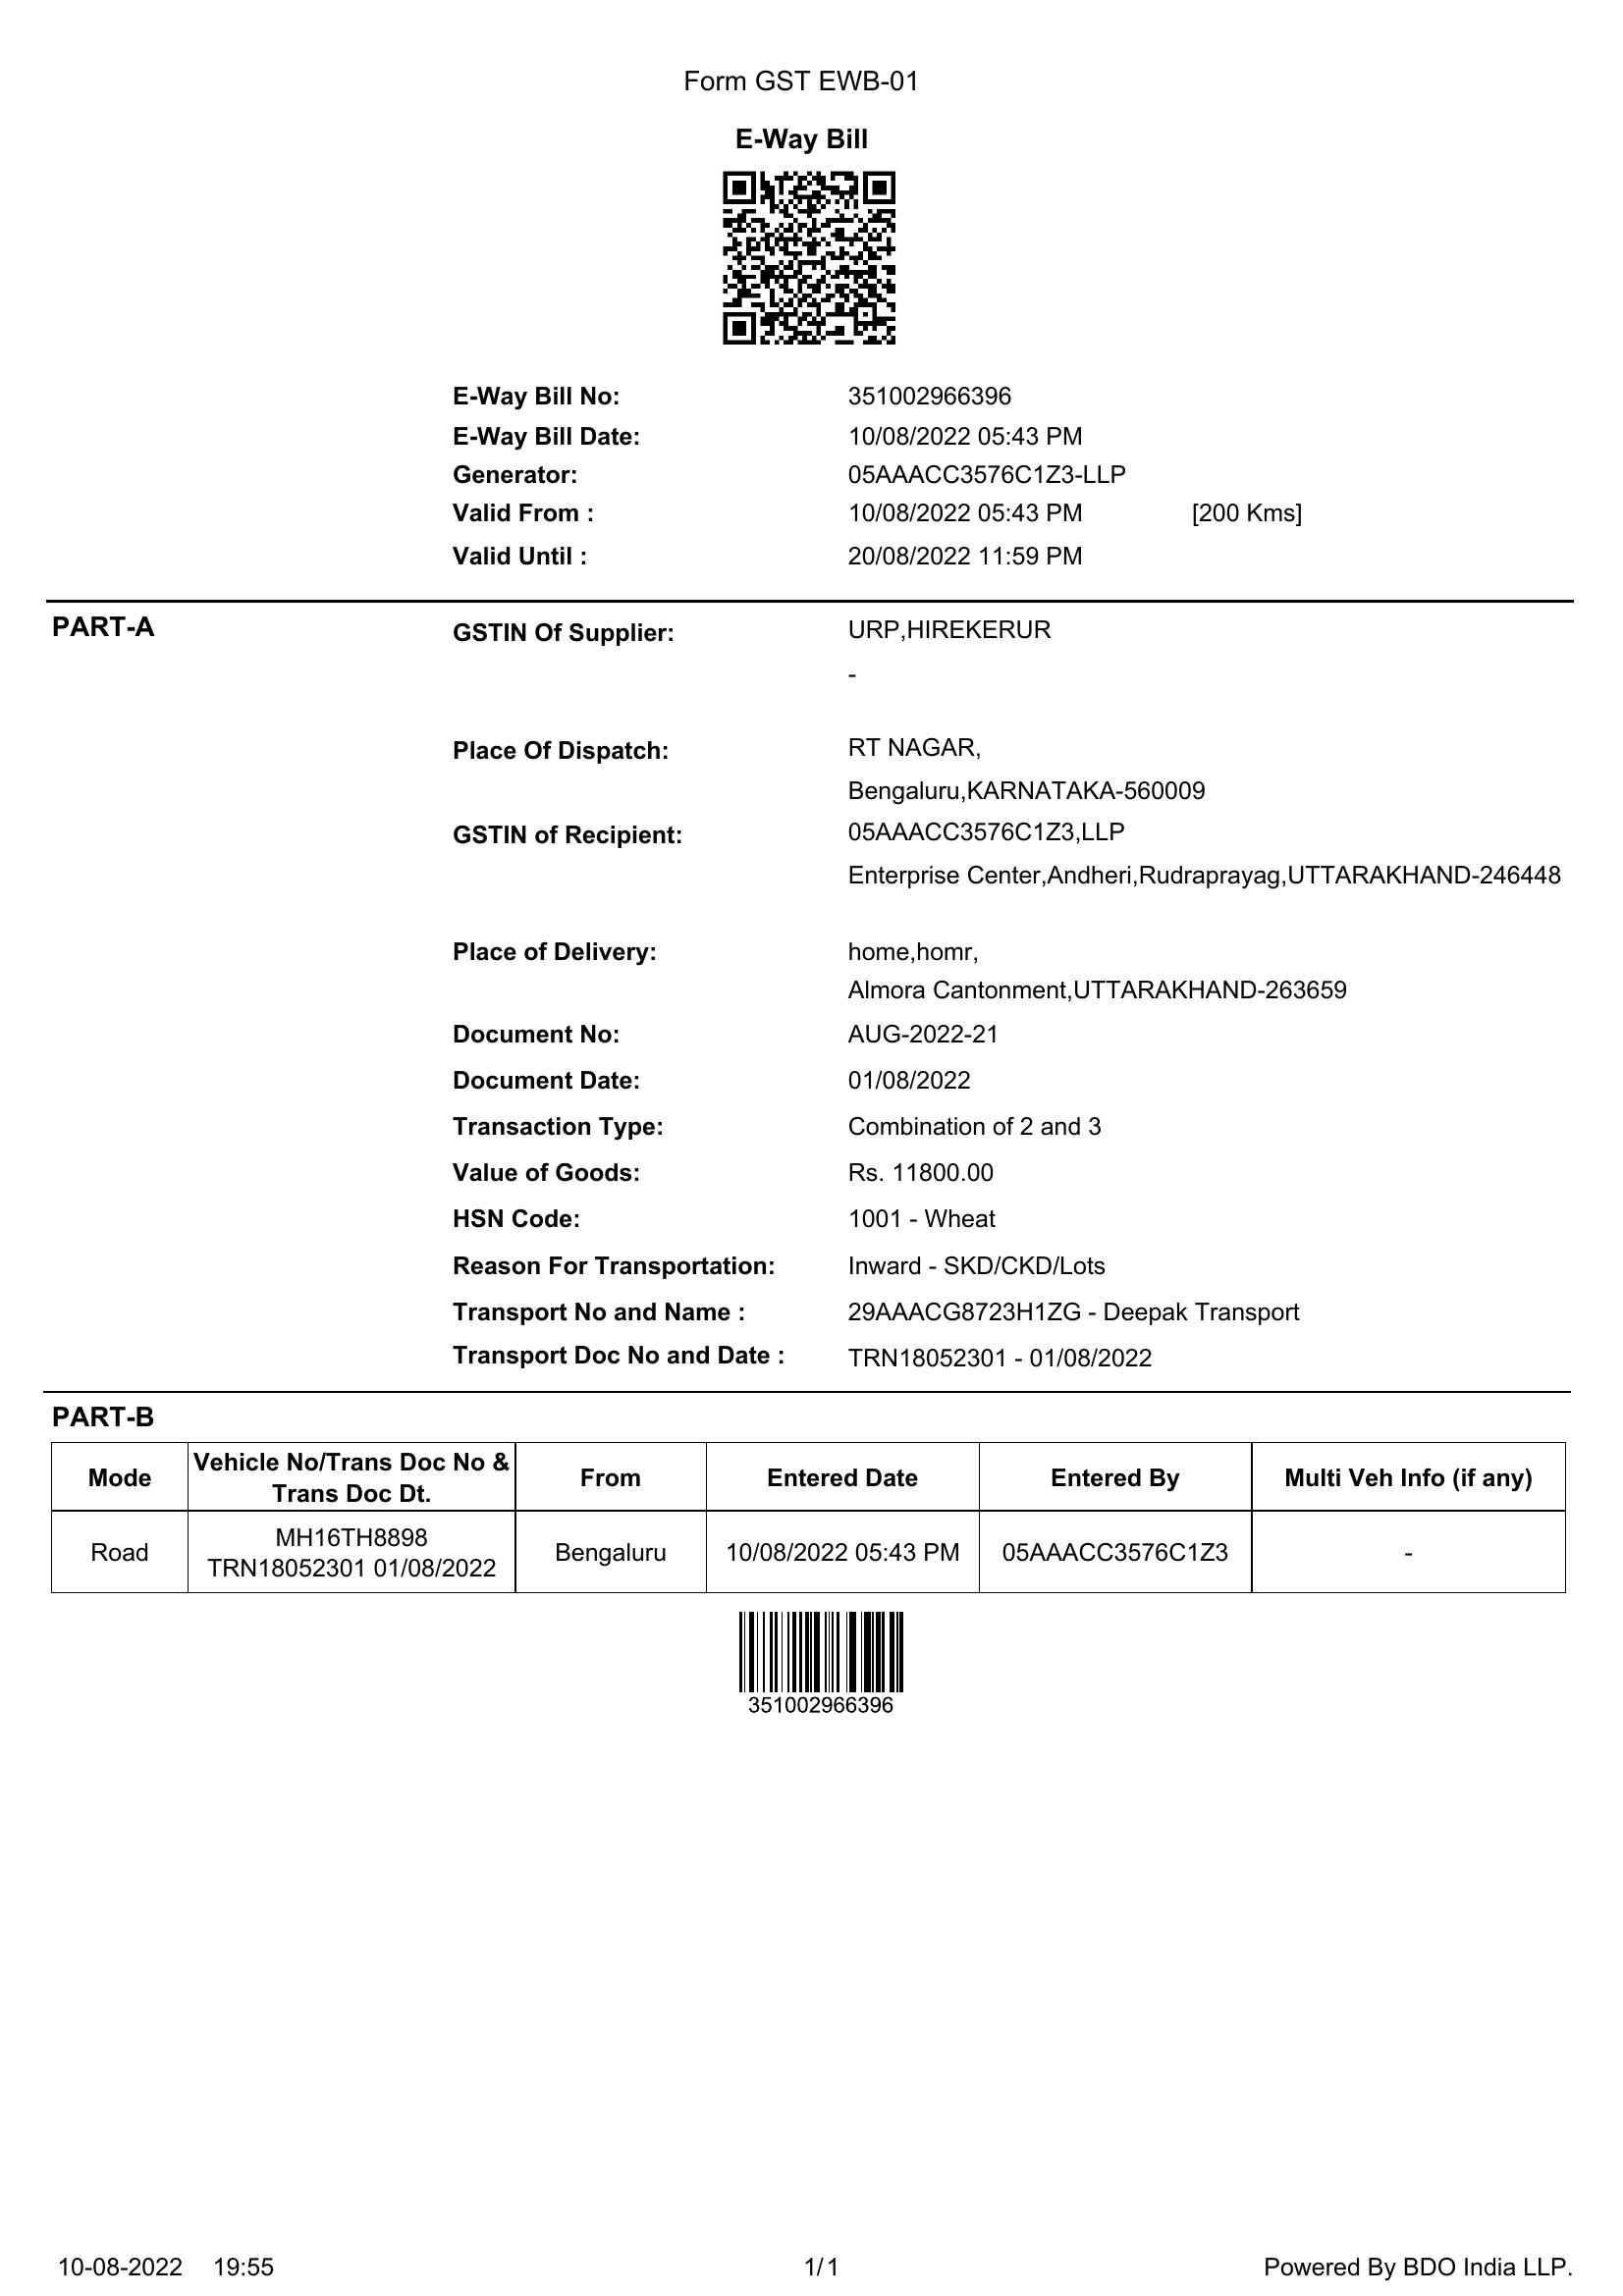 Form GST EWB-01
E-Way Bill
E-Way Bill No: 351002966396
E-Way Bill Date: 10/08/2022 05:43 PM
Generator: 05AAACC3576C1Z3-LLP
Valid From : 10/08/2022 05:43 PM [200 Kms]
Valid Until : 20/08/2022 11:59 PM
PART-A
GSTIN Of Supplier: URP,HIREKERUR
-
Place Of Dispatch: RT NAGAR,
Bengaluru,KARNATAKA-560009
GSTIN of Recipient: 05AAACC3576C1Z3,LLP
Enterprise Center,Andheri,Rudraprayag,UTTARAKHAND-246448
Place of Delivery: home,homr,
Almora Cantonment,UTTARAKHAND-263659
Document No: AUG-2022-21
Document Date: 01/08/2022
Transaction Type: Combination of 2 and 3
Value of Goods: Rs. 11800.00
HSN Code: 1001 - Wheat
Reason For Transportation: Inward - SKD/CKD/Lots
Transport No and Name : 29AAACG8723H1ZG - Deepak Transport
Transport Doc No and Date : TRN18052301 - 01/08/2022
PART-B
Mode Vehicle No/Trans Doc No & Trans Doc Dt. From Entered Date Entered By Multi Veh Info (if any)
Road MH16TH8898 TRN18052301 01/08/2022 Bengaluru 10/08/2022 05:43 PM 05AAACC3576C1Z3 -
351002966396
10-08-2022 19:55 1/1 Powered By BDO India LLP.